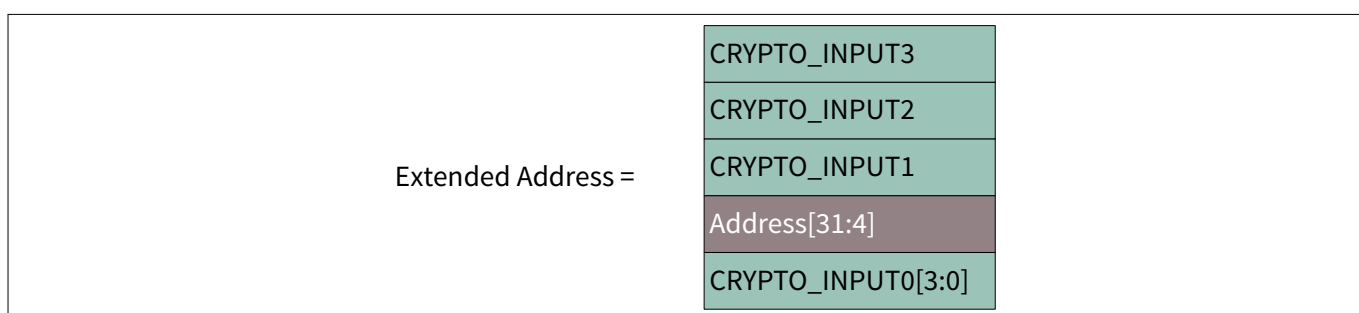 CRYPTO_INPUT3
CRYPTO_INPUT2
Extended Address =
CRYPTO_INPUT1
Address[31:4]
CRYPTO_INPUT0[3:0]